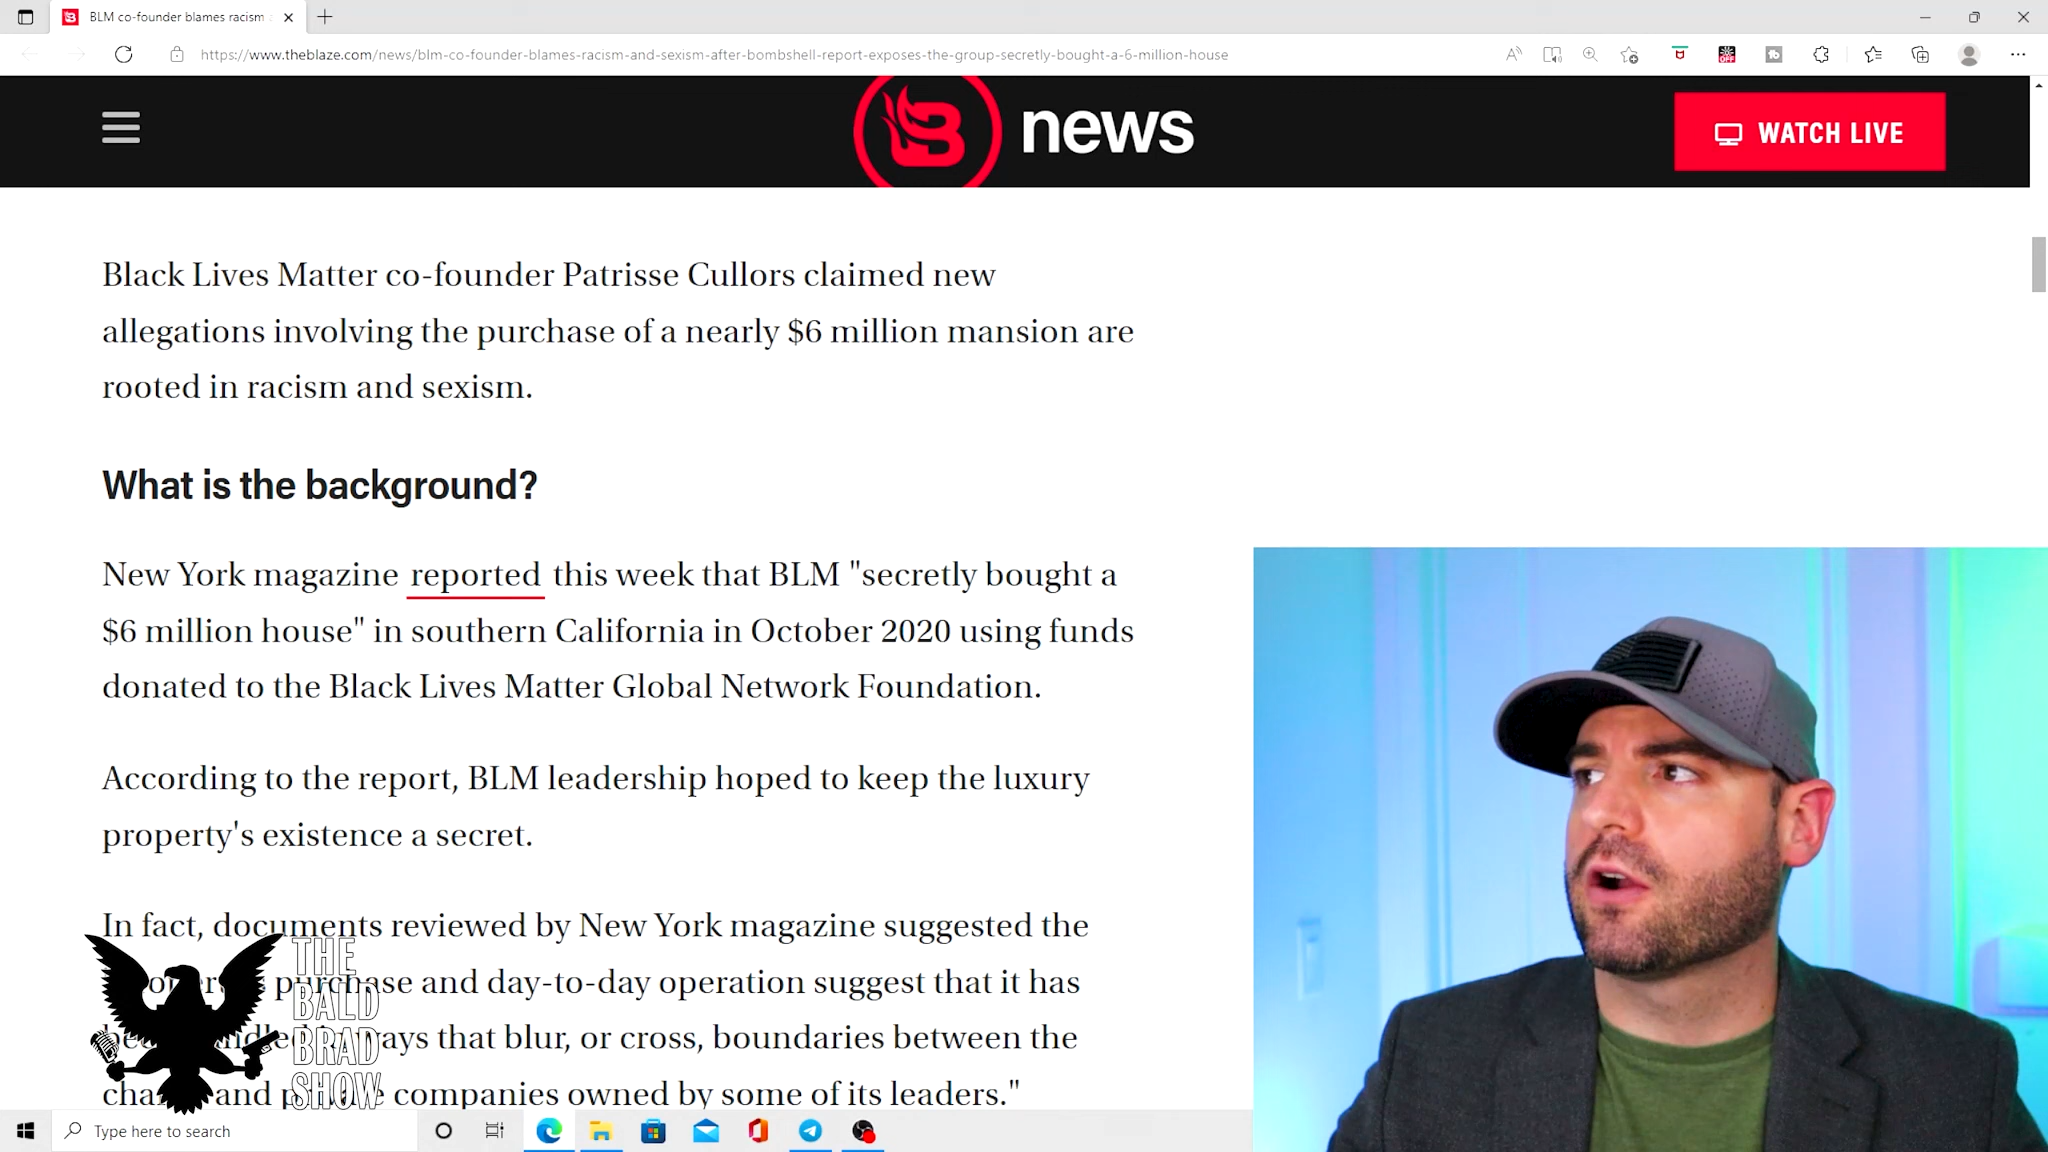 BLM co-founder blames racism
https://www.theblaze.com/news/blm-co-founder-blames-racism-and-sexism-after-bombshell-report-exposes-the-group-secretly-bought-a-6-million-house
OFF
B news
WATCH LIVE
Black Lives Matter co-founder Patrisse Cullors claimed new
allegations involving the purchase of a nearly $6 million mansion are
rooted in racism and sexism.
What is the background?
New York magazine reported this week that BLM "secretly bought a
$6 million house" in southern California in October 2020 using funds
donated to the Black Lives Matter Global Network Foundation.
According to the report, BLM leadership hoped to keep the luxury
property's existence a secret.
In fact, documents reviewed by New York magazine suggested the
purchase and day-to-day operation suggest that it has
ways that blur, or cross, boundaries between the
and companies owned by some of its leaders."
THE
BALD
BRAD
SHOW
Type here to search